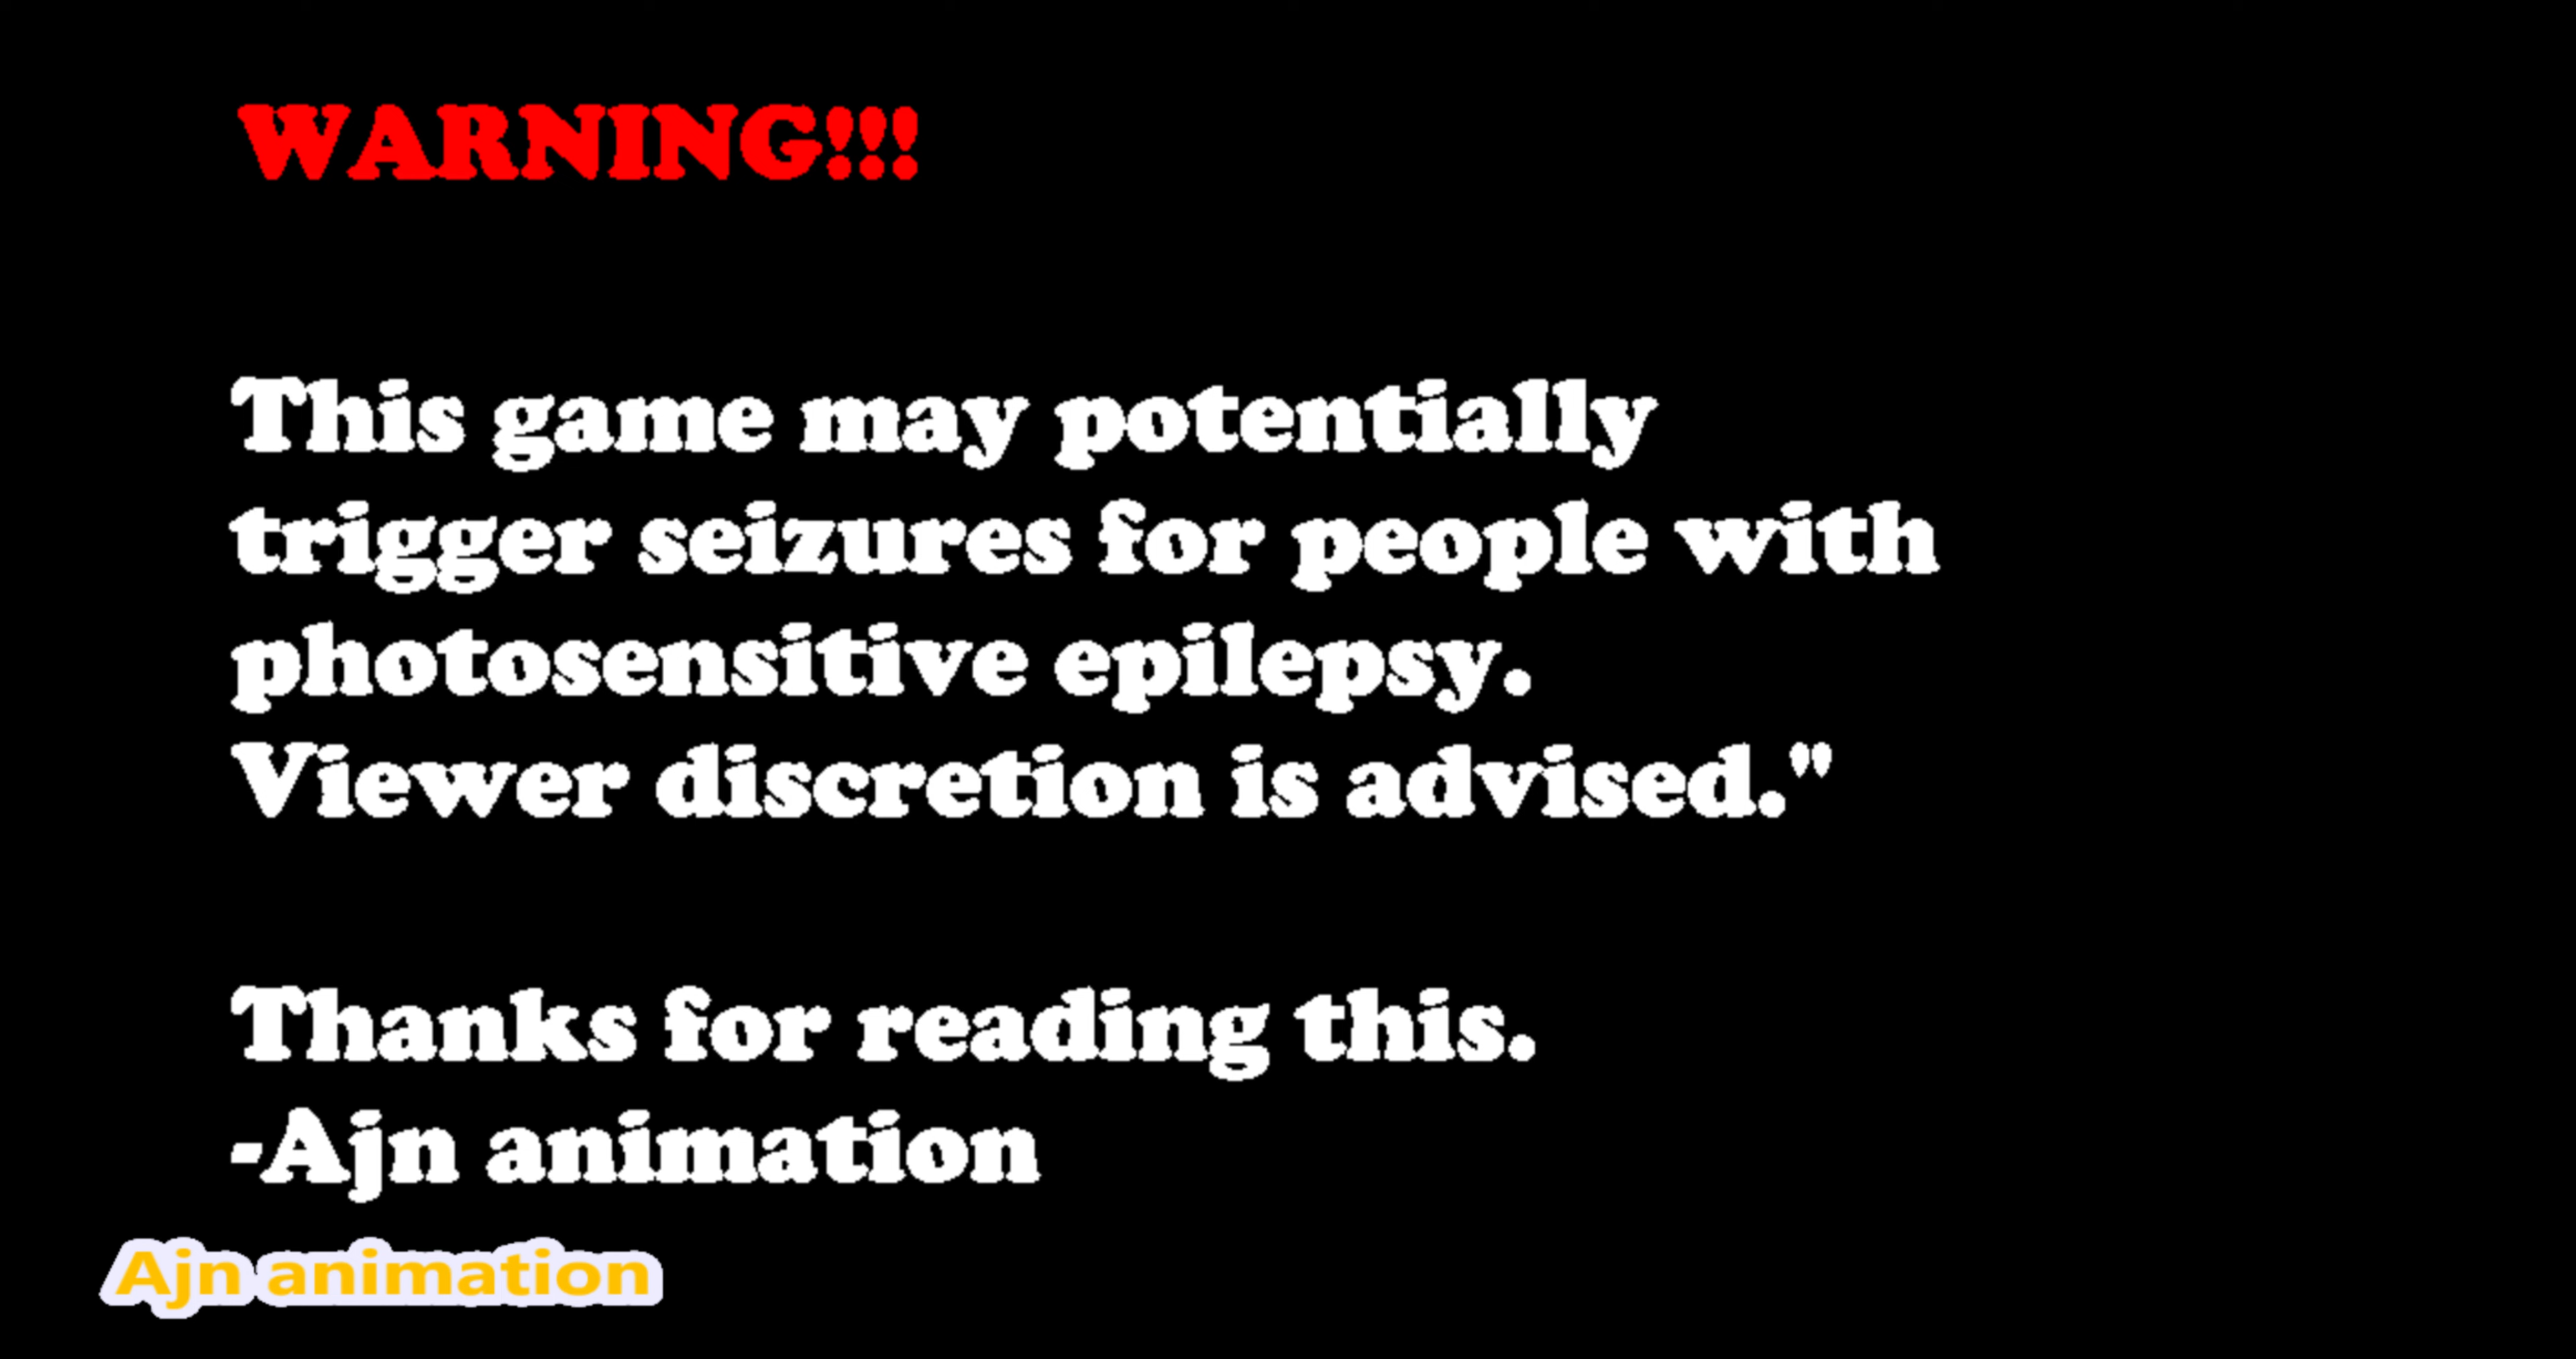 WARNING!!!
This game may potentially
trigger seizures for people with
photosensitive epilepsy.
Viewer discretion is advised."
Thanks for reading this.
-Ajn animation
Ajn animation